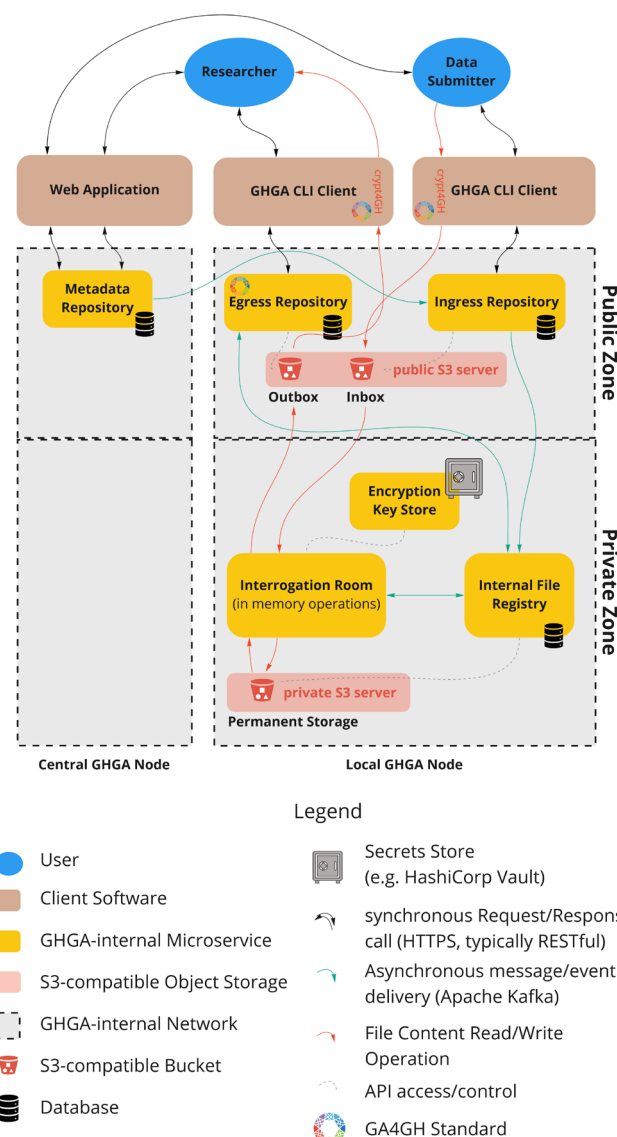 Researcher
Data
Submitter
Web Application
GHGA CLI Client
crypt4GH
crypt4GH
GHGA CLI Client
Metadata
Repository
Egress Repository
Ingress Repository
public S3 server
Outbox
Inbox
Public Zone
Encryption
Key Store
Interrogation Room
(in memory operations)
Internal File
Registry
private S3 server
Permanent Storage
Private Zone
Central GHGA Node
Local GHGA Node
Legend
User
Client Software
GHGA-internal Microservice
S3-compatible Object Storage
GHGA-internal Network
S3-compatible Bucket
Database
Secrets Store
(e.g. HashiCorp Vault)
synchronous Request/Respons
call (HTTPS, typically RESTful)
Asynchronous message/event
delivery (Apache Kafka)
File Content Read/Write
Operation
API access/control
GA4GH Standard